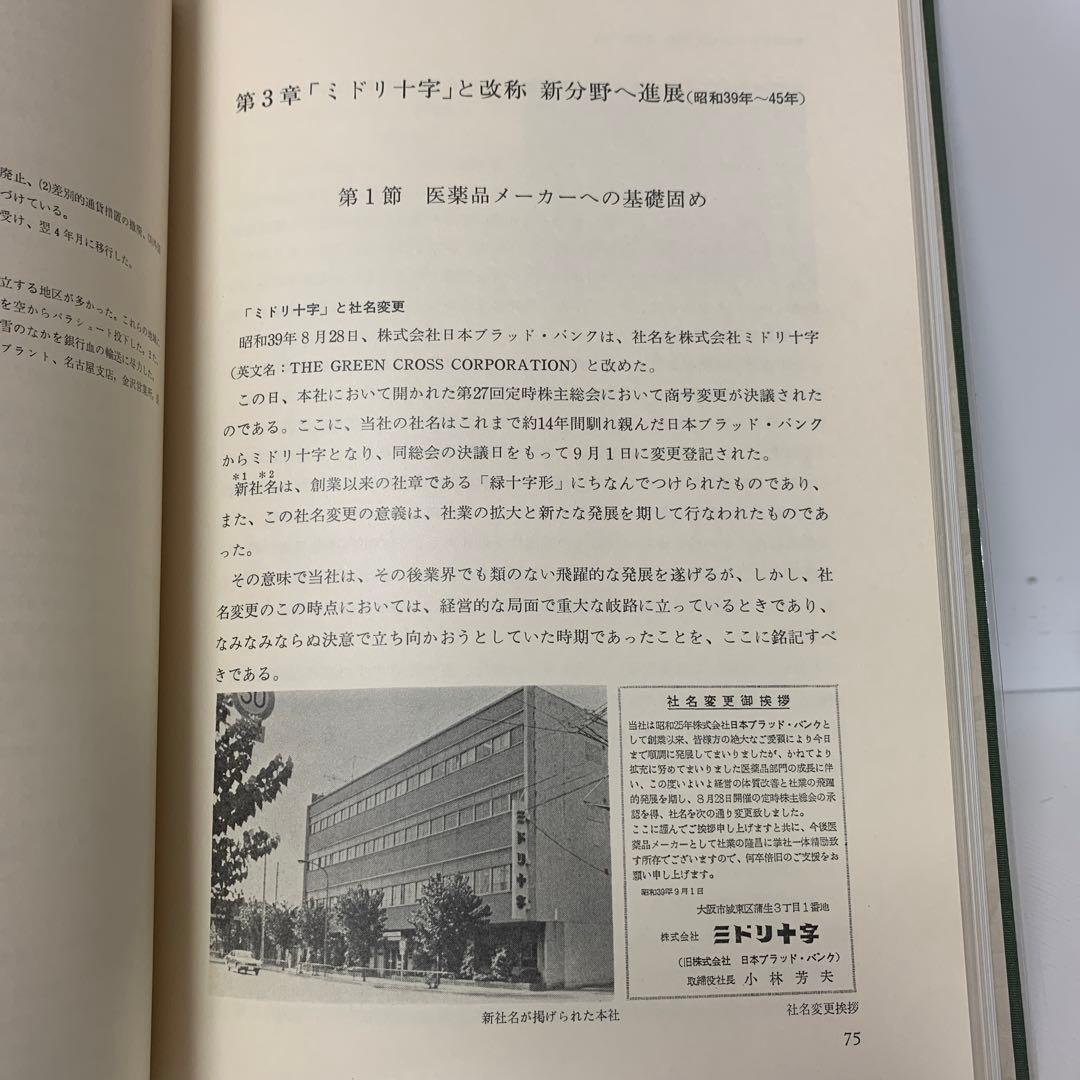 廃止、(2)差別的通貨措置の撤廃、
づけている。
受け、翌4年月に移行した。
立する地区が多かった。これらの地域に
を空からパラシュート投下した。また、
雪のなかを銀行血の輸送に尽力した。
プラント、名古屋支店，金沢営業所，
第3章「ミドリ十字」と改称 新分野へ進展(昭和39年～45年)
第1節 医薬品メーカーへの基礎固め
「ミドリ十字」と社名変更
昭和39年8月28日、株式会社日本ブラッド・バンクは、社名を株式会社ミドリ十字
(英文名：THE GREEN CROSS CORPORATION) と改めた。
この日、本社において開かれた第27回定時株主総会において商号変更が決議された
のである。ここに、当社の社名はこれまで約14年間馴れ親んだ日本ブラッド・バンク
からミドリ十字となり、同総会の決議日をもって9月1日に変更登記された。
*1 *2
新社名は、創業以来の社章である「緑十字形」にちなんでつけられたものであり、
また、この社名変更の意義は、社業の拡大と新たな発展を期して行なわれたものであ
った。
その意味で当社は、その後業界でも類のない飛躍的な発展を遂げるが、しかし、社
名変更のこの時点においては、経営的な局面で重大な岐路に立っているときであり、
なみなみならぬ決意で立ち向かおうとしていた時期であったことを、ここに銘記すべ
きである。
50
ミドリ十字
新社名が掲げられた本社
社名変更御挨拶
当社は昭和25年株式会社日本ブラッド・バンクと
して創業以来、皆様方の絶大なご愛顧により今日
まで順調に発展してまいりましたが、かねてより
拡充に努めてまいりました医薬品部門の成長に伴
い、この度いよいよ経営の体質改善と社業の飛躍
的発展を期し、8月28日開催の定時株主総会の承
認を得、社名を次の通り変更致しました。
ここに謹んでご挨拶申し上げますと共に、今後医
薬品メーカーとして社業の隆昌に挙社一体精励致
す所存でございますので、何卒倍旧のご支援をお
願い申し上げます。
昭和39年9月1日
大阪市城東区蒲生3丁目1番地
株式会社 ミドリ十字
(旧株式会社 日本ブラッド・バンク)
取締役社長 小林芳夫
社名変更挨拶
75